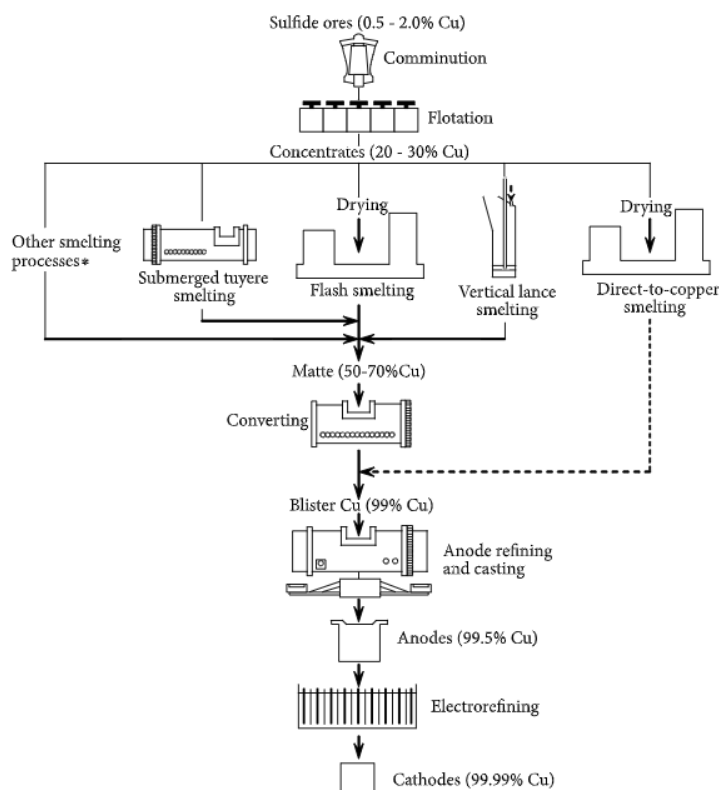 Sulfide ores (0.5 - 2.0% Cu)
Comminution
Flotation
Concentrates (20 - 30% Cu)
Other smelting
processes*
Submerged tuyere
smelting
Drying
Flash smelting
Vertical lance
smelting
Drying
Direct-to-copper
smelting
Matte (50-70%Cu)
Converting
Blister Cu (99% Cu)
Anode refining
and casting
Anodes (99.5% Cu)
Electrorefining
Cathodes (99.99% Cu)